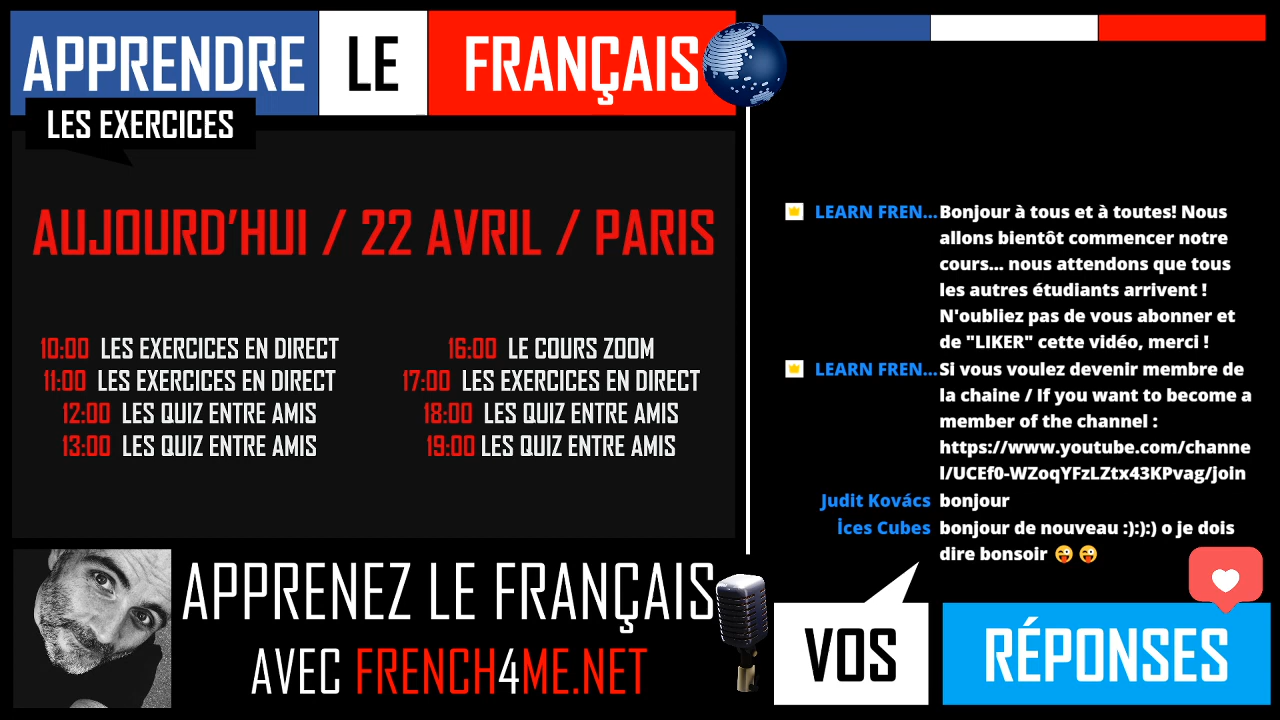 APPRENDRE LE FRANÇAIS
LES EXERCICES
AUJOURD'HUI / 22 AVRIL / PARIS
10:00 LES EXERCICES EN DIRECT
11:00 LES EXERCICES EN DIRECT
12:00 LES QUIZ ENTRE AMIS
13:00 LES QUIZ ENTRE AMIS
16:00 LE COURS ZOOM
17:00 LES EXERCICES EN DIRECT
18:00 LES QUIZ ENTRE AMIS
19:00 LES QUIZ ENTRE AMIS
APPRENEZ LE FRANÇAIS
AVEC FRENCH4ME.NET
LEARN FREN... Bonjour à tous et à toutes! Nous
allons bientôt commencer notre
cours... nous attendons que tous
les autres étudiants arrivent !
N'oubliez pas de vous abonner et
de "LIKER" cette vidéo, merci !
LEARN FREN... Si vous voulez devenir membre de
la chaîne / If you want to become a
member of the channel :
https://www.youtube.com/channe
l/UCEf0-WZoqYFzLZtx43KPvag/join
Judit Kovács bonjour
İces Cubes bonjour de nouveau :):):) o je dois
dire bonsoir 😜 😜
VOS RÉPONSES